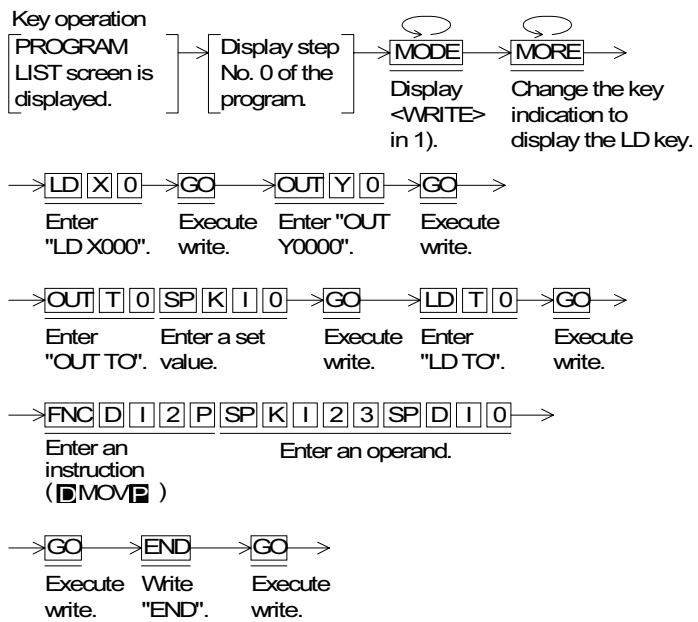 Key operation
PROGRAM LIST screen is displayed.
Display step No. 0 of the program.
MODE
MORE
Display <WRITE> in 1).
Change the key indication to display the LD key.
LD X 0 GO OUT Y 0 GO
Enter "LD X000".
Execute write.
Enter "OUT Y0000".
Execute write.
OUT T 0 SP K I 0 GO LD T 0 GO
Enter "OUT TO".
Enter a set value.
Execute write.
Enter "LD TO".
Execute write.
FNC D I 2 P SP K I 2 3 SP D I 0
Enter an instruction ( D MOV P )
Enter an operand.
GO END GO
Execute write.
Write "END".
Execute write.